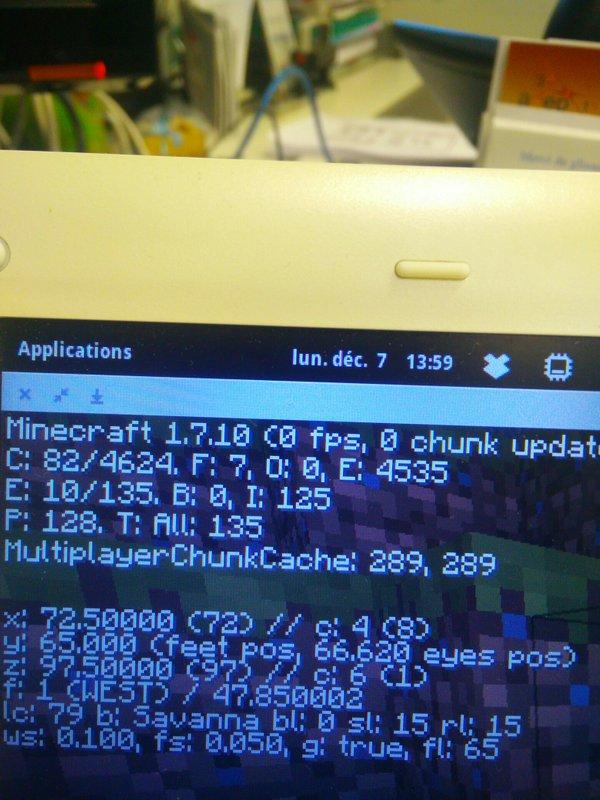 Applications
lun. déc. 7 13:59
Minecraft 1.7.10 (0 fps, 0 chunk update
C: 82/4624. F: 7, O: 0, E: 4535
E: 10/135. B: 0, I: 125
P: 128. T: All: 135
MultiplayerChunkCache: 289, 289
x: 72.50000 (72) // c: 4 (8)
y: 65.000 (feet pos, 66.620 eyes pos)
z: 97.50000 (97) // c: 6 (1)
f: 1 (WEST) / 47.850002
lc: 79 b: Savanna bl: 0 sl: 15 rl: 15
ws: 0.100, fs: 0.050, g: true, fl: 65